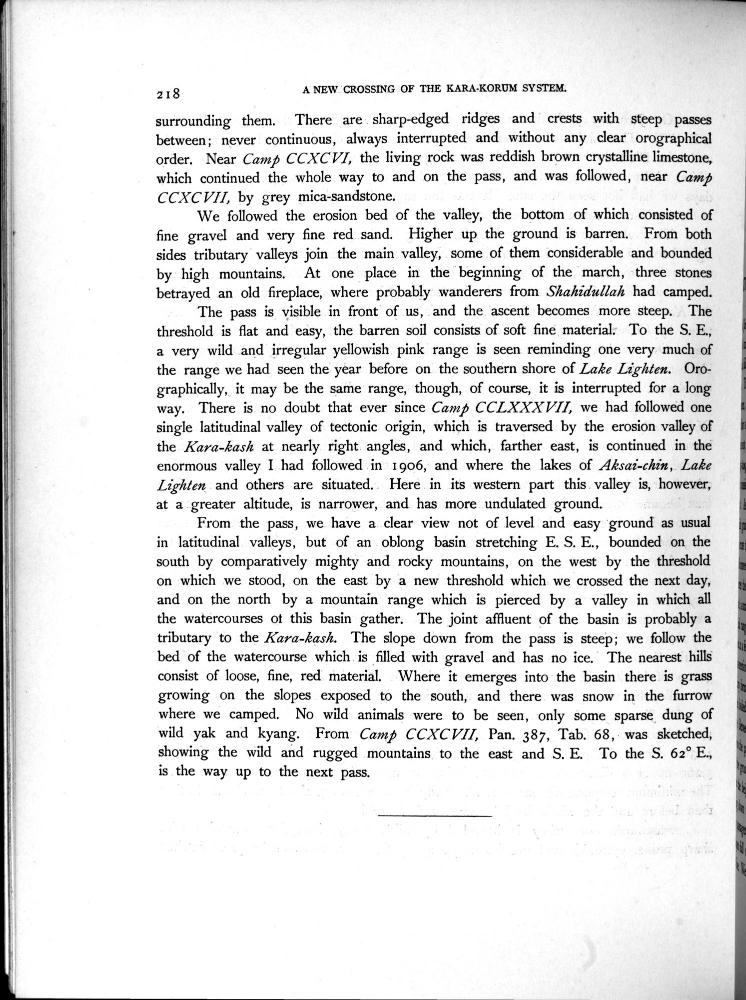 218
A NEW CROSSING OF THE KARA-KORUM SYSTEM.
surrounding them. There are sharp-edged ridges and crests with steep passes
between; never continuous, always interrupted and without any clear orographical
order. Near Camp CCXCVI, the living rock was reddish brown crystalline limestone,
which continued the whole way to and on the pass, and was followed, near Camp
CCXCVII, by grey mica-sandstone.
We followed the erosion bed of the valley, the bottom of which consisted of
fine gravel and very fine red sand. Higher up the ground is barren. From both
sides tributary valleys join the main valley, some of them considerable and bounded
by high mountains. At one place in the beginning of the march, three stones
betrayed an old fireplace, where probably wanderers from Shahidullah had camped.
The pass is visible in front of us, and the ascent becomes more steep. The
threshold is flat and easy, the barren soil consists of soft fine material. To the S. E.,
a very wild and irregular yellowish pink range is seen reminding one very much of
the range we had seen the year before on the southern shore of Lake Lighten. Oro-
graphically, it may be the same range, though, of course, it is interrupted for a long
way. There is no doubt that ever since Camp CCLXXXVII, we had followed one
single latitudinal valley of tectonic origin, which is traversed by the erosion valley of
the Kara-kash at nearly right angles, and which, farther east, is continued in the
enormous valley I had followed in 1906, and where the lakes of Aksai-chin, Lake
Lighten and others are situated. Here in its western part this valley is, however,
at a greater altitude, is narrower, and has more undulated ground.
From the pass, we have a clear view not of level and easy ground as usual
in latitudinal valleys, but of an oblong basin stretching E. S. E., bounded on the
south by comparatively mighty and rocky mountains, on the west by the threshold
on which we stood, on the east by a new threshold which we crossed the next day,
and on the north by a mountain range which is pierced by a valley in which all
the watercourses ot this basin gather. The joint affluent of the basin is probably a
tributary to the Kara-kash. The slope down from the pass is steep; we follow the
bed of the watercourse which is filled with gravel and has no ice. The nearest hills
consist of loose, fine, red material. Where it emerges into the basin there is grass
growing on the slopes exposed to the south, and there was snow in the furrow
where we camped. No wild animals were to be seen, only some sparse dung of
wild yak and kyang. From Camp CCXCVII, Pan. 387, Tab. 68, was sketched,
showing the wild and rugged mountains to the east and S. E. To the S. 62° E.,
is the way up to the next pass.